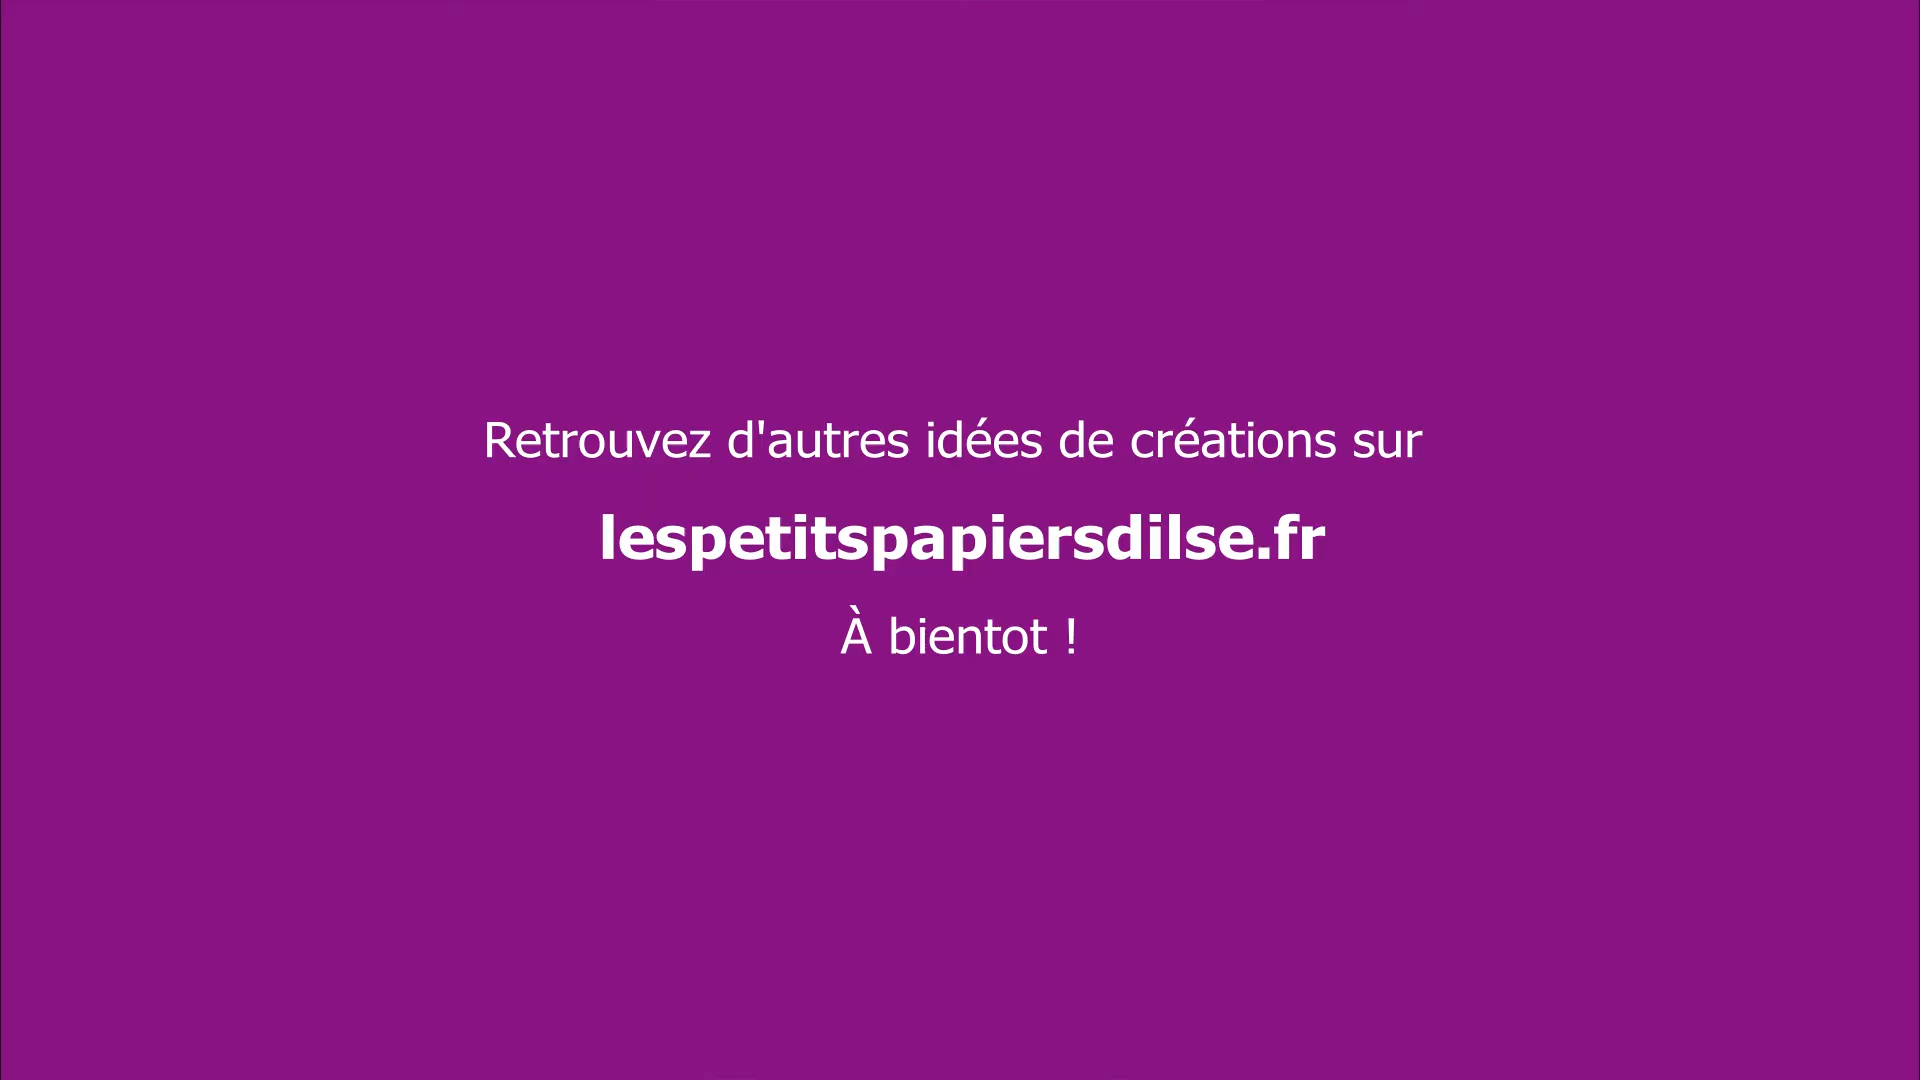 Retrouvez d'autres idées de créations sur
lespetitspapiersdilse.fr
À bientot !